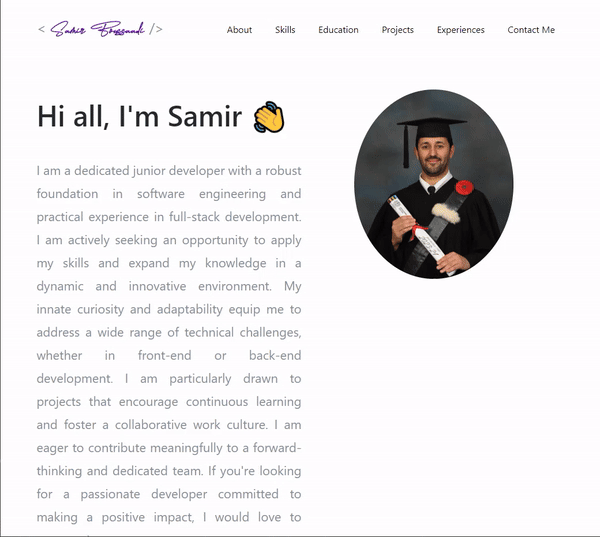 < Samir Boussandi />
About Skills Education Projects Experiences Contact Me
Hi all, I'm Samir 👋
I am a dedicated junior developer with a robust
foundation in software engineering and
practical experience in full-stack development.
I am actively seeking an opportunity to apply
my skills and expand my knowledge in a
dynamic and innovative environment. My
innate curiosity and adaptability equip me to
address a wide range of technical challenges,
whether in front-end or back-end
development. I am particularly drawn to
projects that encourage continuous learning
and foster a collaborative work culture. I am
eager to contribute meaningfully to a forward-
thinking and dedicated team. If you're looking
for a passionate developer committed to
making a positive impact, I would love to